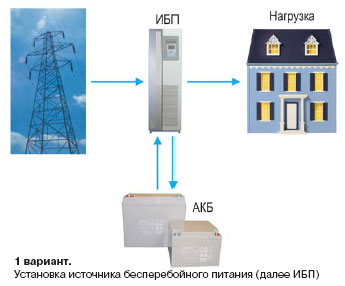 ИБП
Нагрузка
АКБ
1 вариант.
Установка источника бесперебойного питания (далее ИБП)